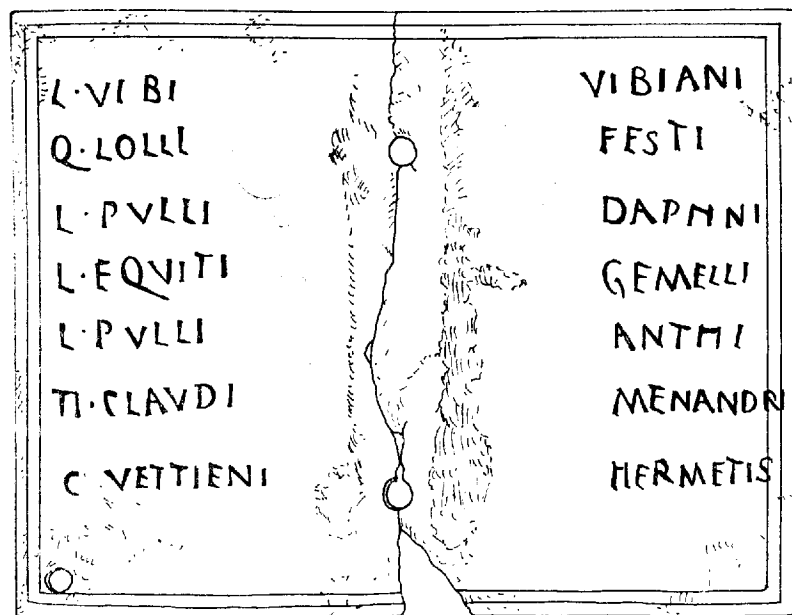 L·VIBI VIBIANI
Q·LOLLI FESTI
L·PVLLI DAPHNI
L·EQVITI GEMELLI
L·PVLLI ANTHI
TI·CLAVDI MENANDRI
C VETTIENI HERMETIS